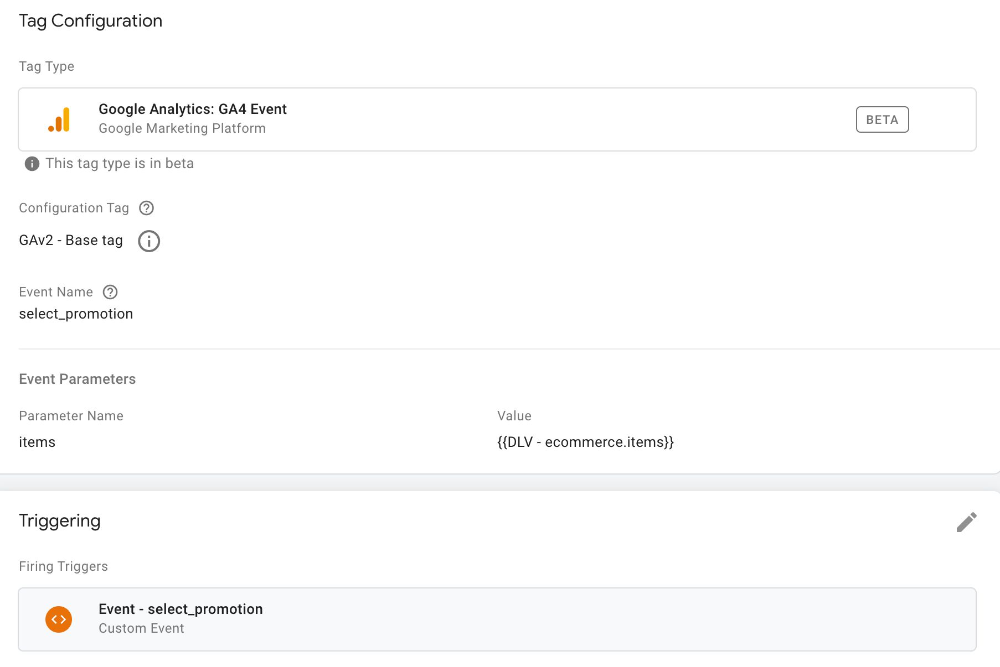 Tag Configuration
Tag Type
Google Analytics: GA4 Event
Google Marketing Platform
BETA
This tag type is in beta
Configuration Tag
GAv2 - Base tag
Event Name
select_promotion
Event Parameters
Parameter Name
Value
items
{{DLV - ecommerce.items}}
Triggering
Firing Triggers
Event - select_promotion
Custom Event